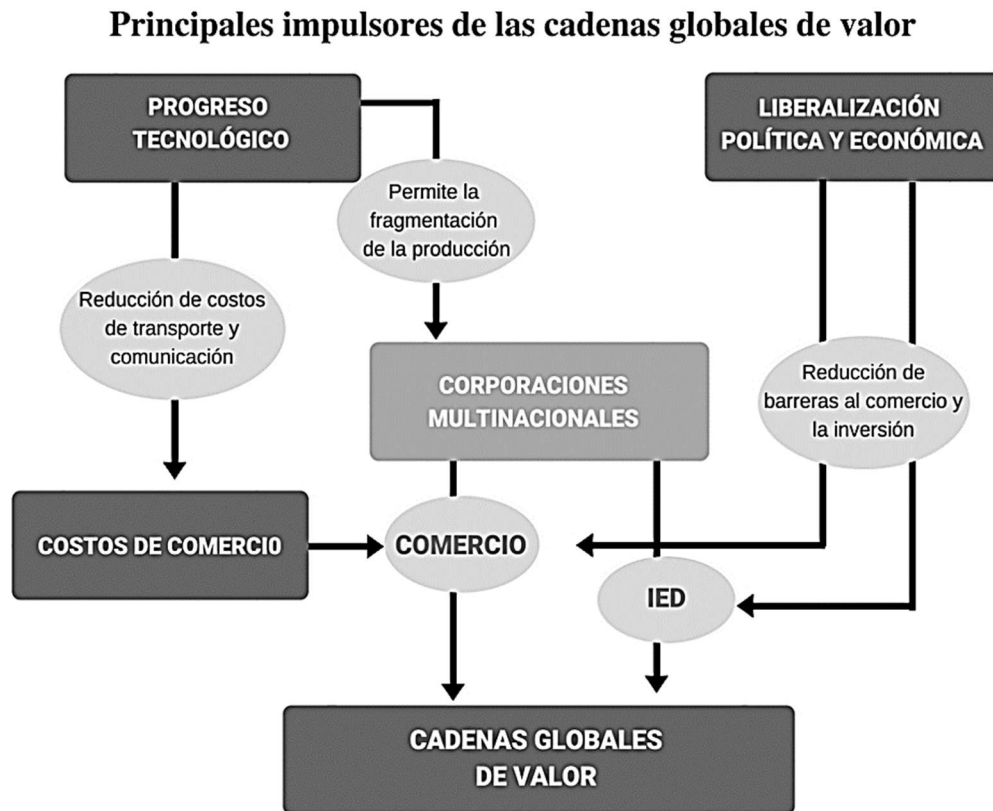 Principales impulsores de las cadenas globales de valor
PROGRESO
TECNOLÓGICO
LIBERALIZACIÓN
POLÍTICA Y ECONÓMICA
Permite la
fragmentación
de la producción
Reducción de costos
de transporte y
comunicación
CORPORACIONES
MULTINACIONALES
Reducción de
barreras al comercio y
la inversión
COSTOS DE COMERCI0
COMERCIO
IED
CADENAS GLOBALES
DE VALOR